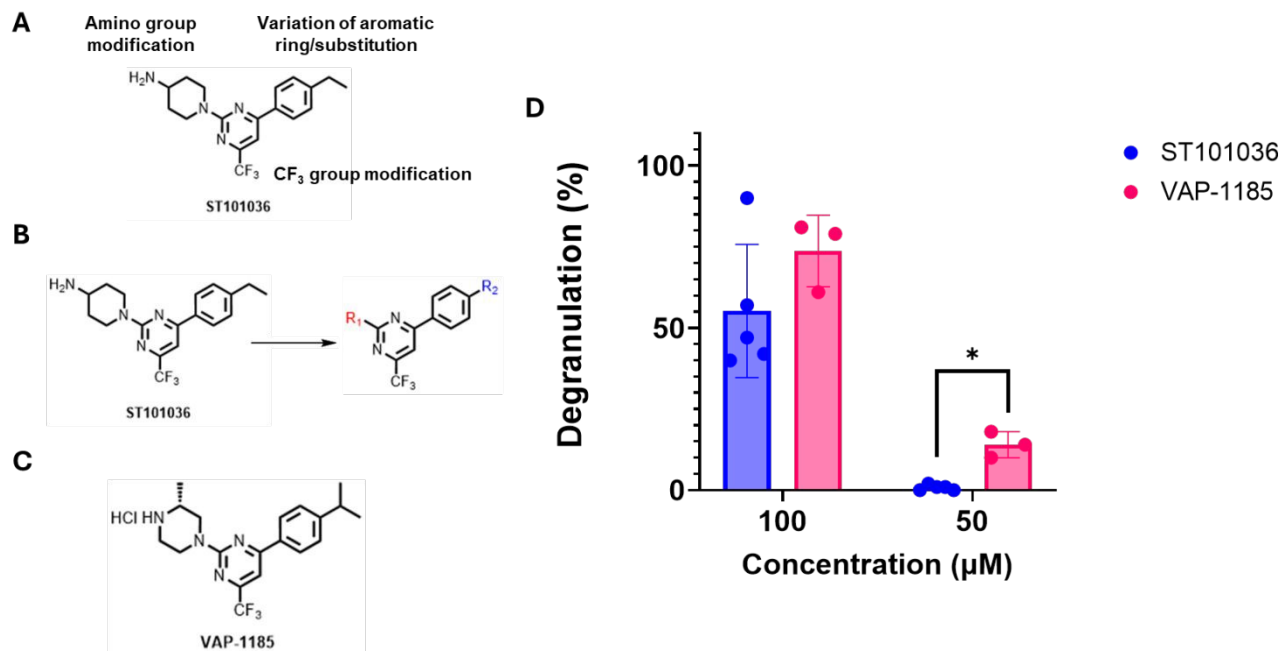 A
Amino group
modification
Variation of aromatic
ring/substitution
H₂N
N
N
N
CF₃
CF₃ group modification
ST101036
B
H₂N
N
N
N
CF₃
ST101036
R₁
R₂
N
N
CF₃
C
HCl HN
N
N
N
CF₃
VAP-1185
D
Degranulation (%)
100
50
0
*
100
50
Concentration (µM)
ST101036
VAP-1185